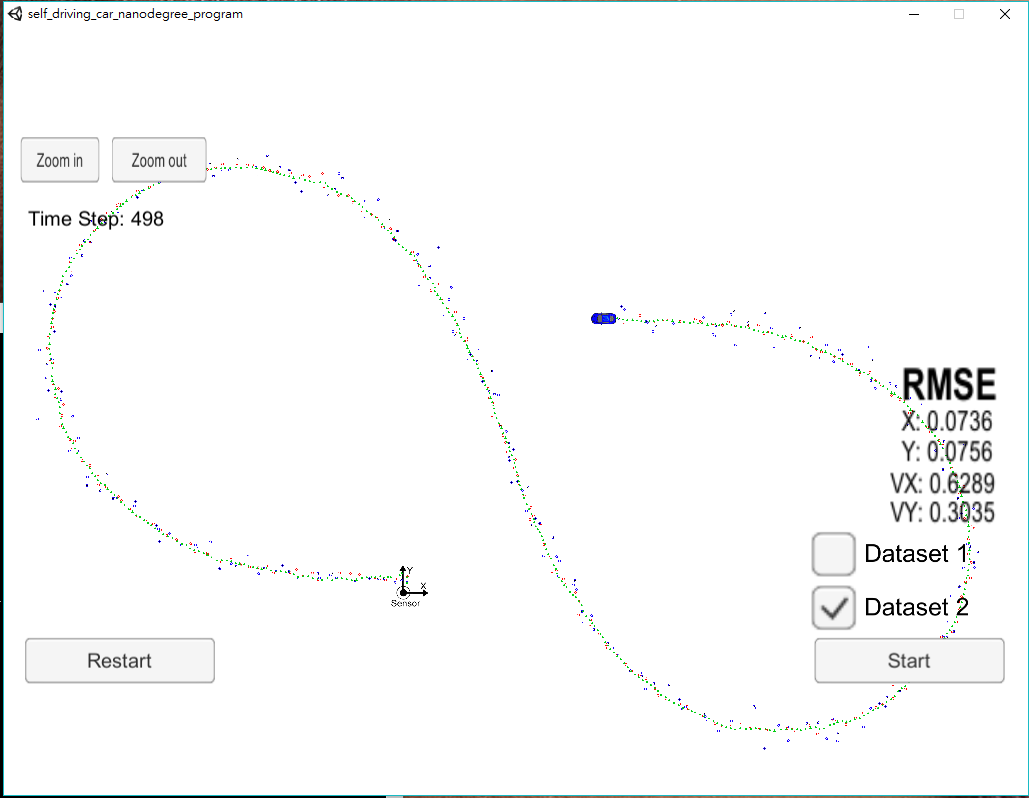 self_driving_car_nanodegree_program
Zoom in
Zoom out
Time Step: 498
RMSE
X: 0.0736
Y: 0.0756
VX: 0.6289
VY: 0.3035
Dataset 1
Y
X
Sensor
Dataset 2
Restart
Start